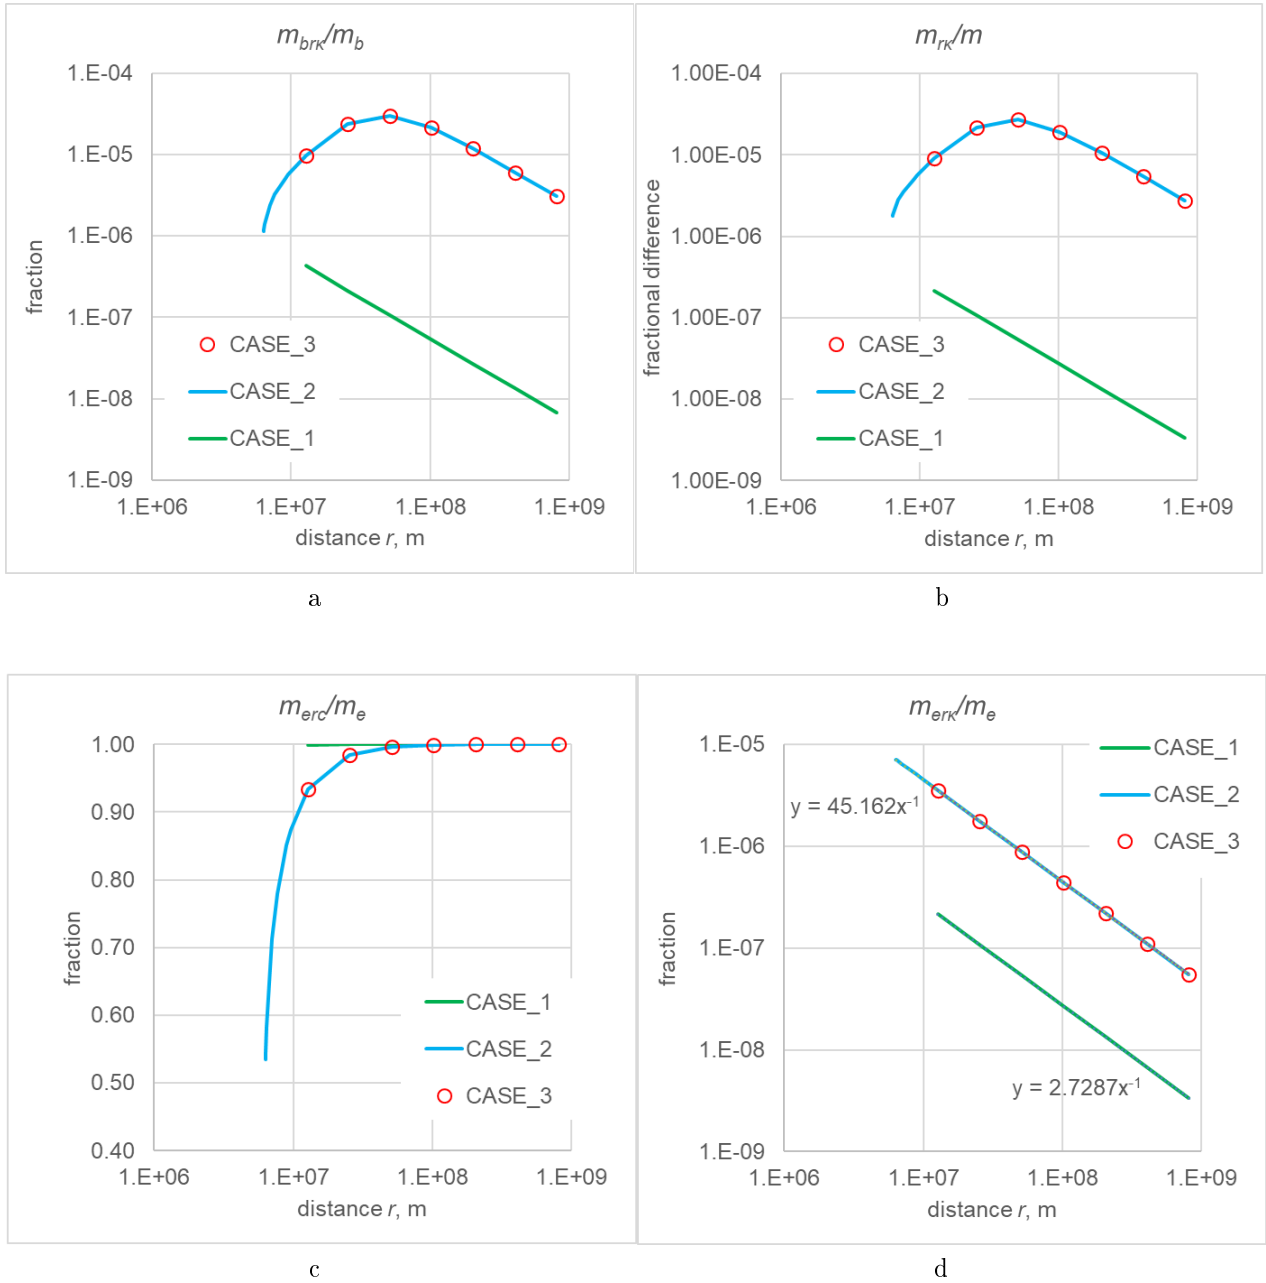 m_brκ/m_b
1.E-04
1.E-05
1.E-06
1.E-07
1.E-08
1.E-09
fraction
CASE_3
CASE_2
CASE_1
1.E+06 1.E+07 1.E+08 1.E+09
distance r, m
a
m_rκ/m
1.00E-04
1.00E-05
1.00E-06
1.00E-07
1.00E-08
1.00E-09
fractional difference
CASE_3
CASE_2
CASE_1
1.E+06 1.E+07 1.E+08 1.E+09
distance r, m
b
m_erc/m_e
1.00
0.90
0.80
0.70
0.60
0.50
0.40
fraction
CASE_1
CASE_2
CASE_3
1.E+06 1.E+07 1.E+08 1.E+09
distance r, m
c
m_erκ/m_e
1.E-05
1.E-06
1.E-07
1.E-08
1.E-09
fraction
CASE_1
CASE_2
CASE_3
y = 45.162x⁻¹
y = 2.7287x⁻¹
1.E+06 1.E+07 1.E+08 1.E+09
distance r, m
d